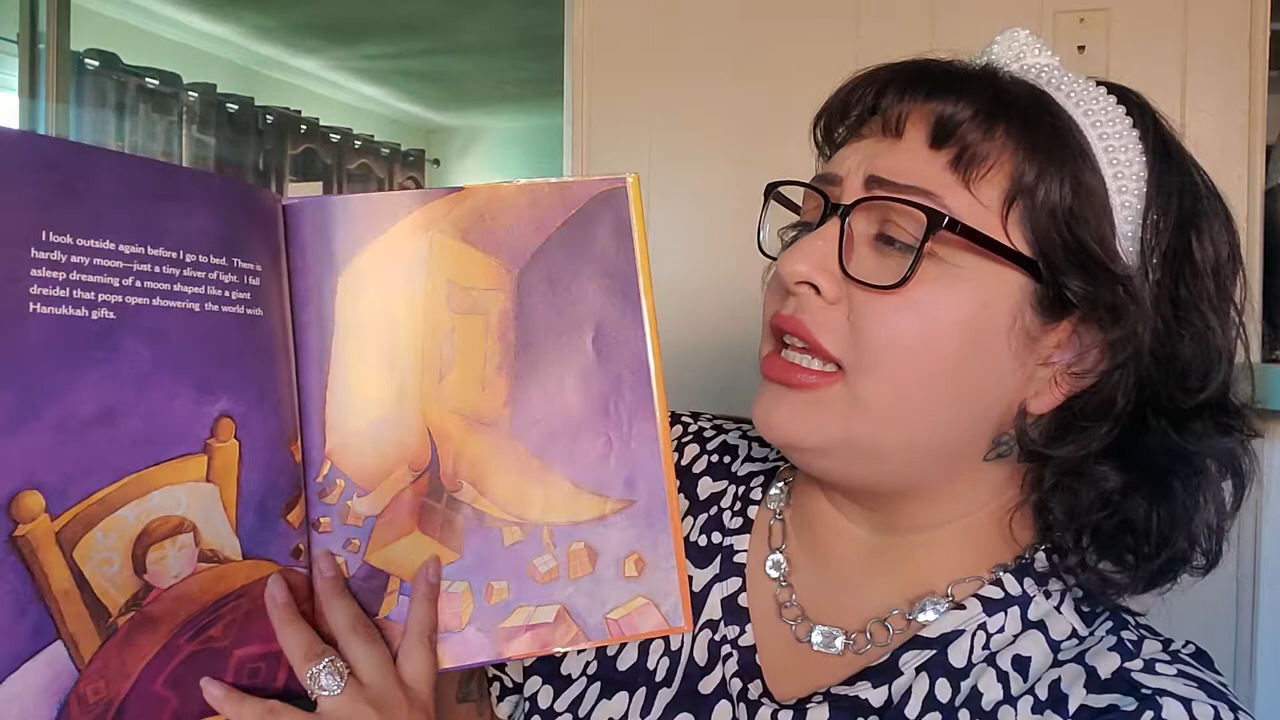 I look outside again before I go to bed. There is
hardly any moon—just a tiny sliver of light. I fall
asleep dreaming of a moon shaped like a giant
dreidel that pops open showering the world with
Hanukkah gifts.
ה